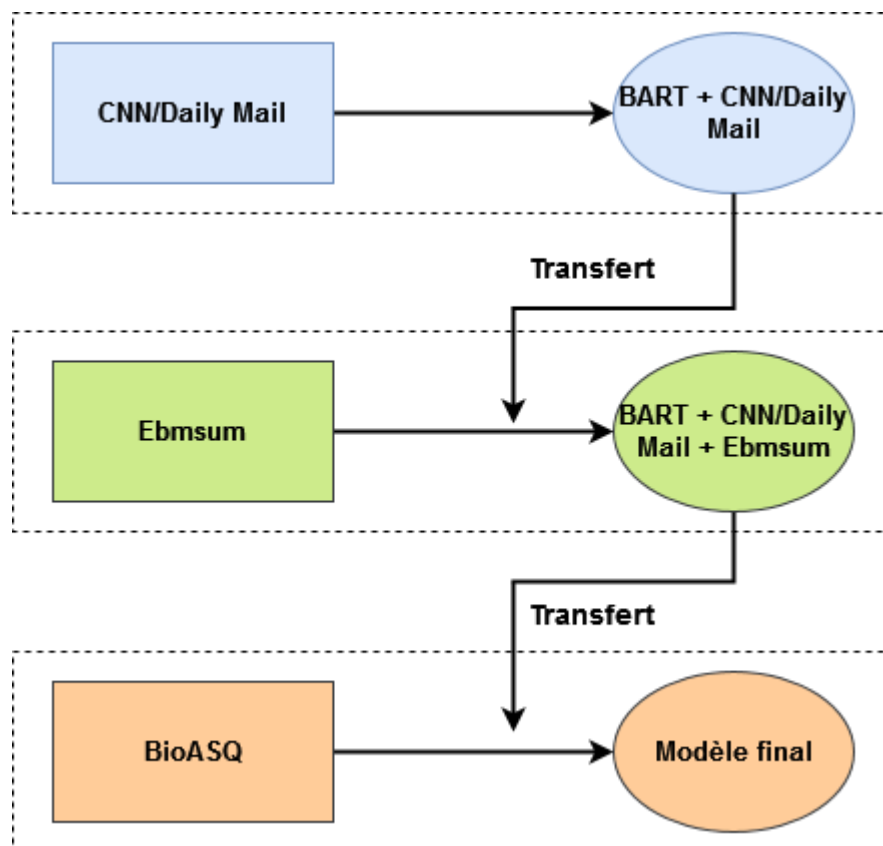 CNN/Daily Mail
BART + CNN/Daily
Mail
Transfert
Ebmsum
BART + CNN/Daily
Mail + Ebmsum
Transfert
BioASQ
Modèle final